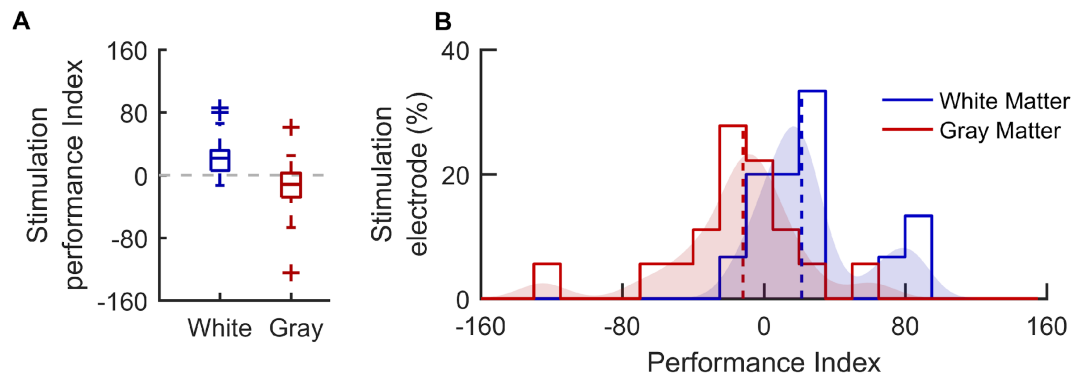 A
Stimulation
performance Index
160
80
0
-80
-160
White
Gray
B
Stimulation
electrode (%)
40
20
0
-160
-80
0
80
160
Performance Index
White Matter
Gray Matter